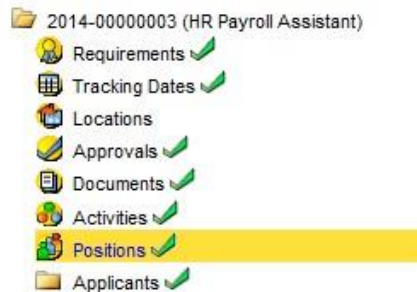 2014-00000003 (HR Payroll Assistant)
Requirements
Tracking Dates
Locations
Approvals
Documents
Activities
Positions
Applicants